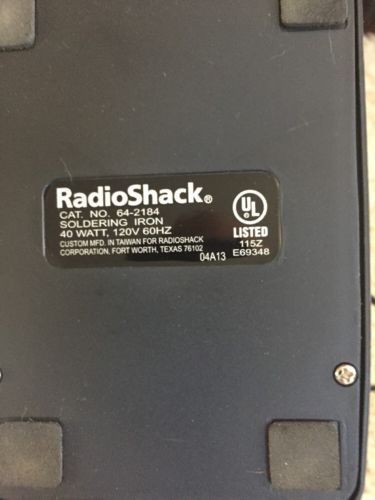 RadioShack®
CAT. NO. 64-2184
SOLDERING IRON
40 WATT, 120V 60HZ
CUSTOM MFD. IN TAIWAN FOR RADIOSHACK
CORPORATION, FORT WORTH, TEXAS 76102
04A13
UL
®
LISTED
115Z
E69348